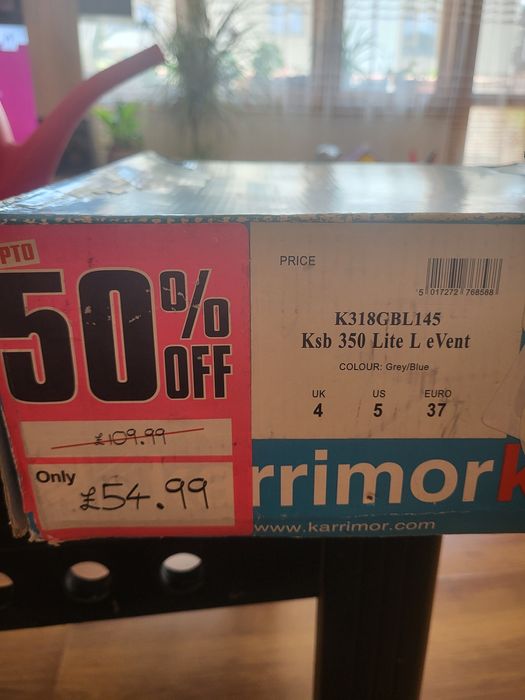 PTO
50% OFF
£109.99
Only £54.99
PRICE
5 017272 768568
K318GBL145
Ksb 350 Lite L eVent
COLOUR: Grey/Blue
UK US EURO
4 5 37
rrimork
www.karrimor.com